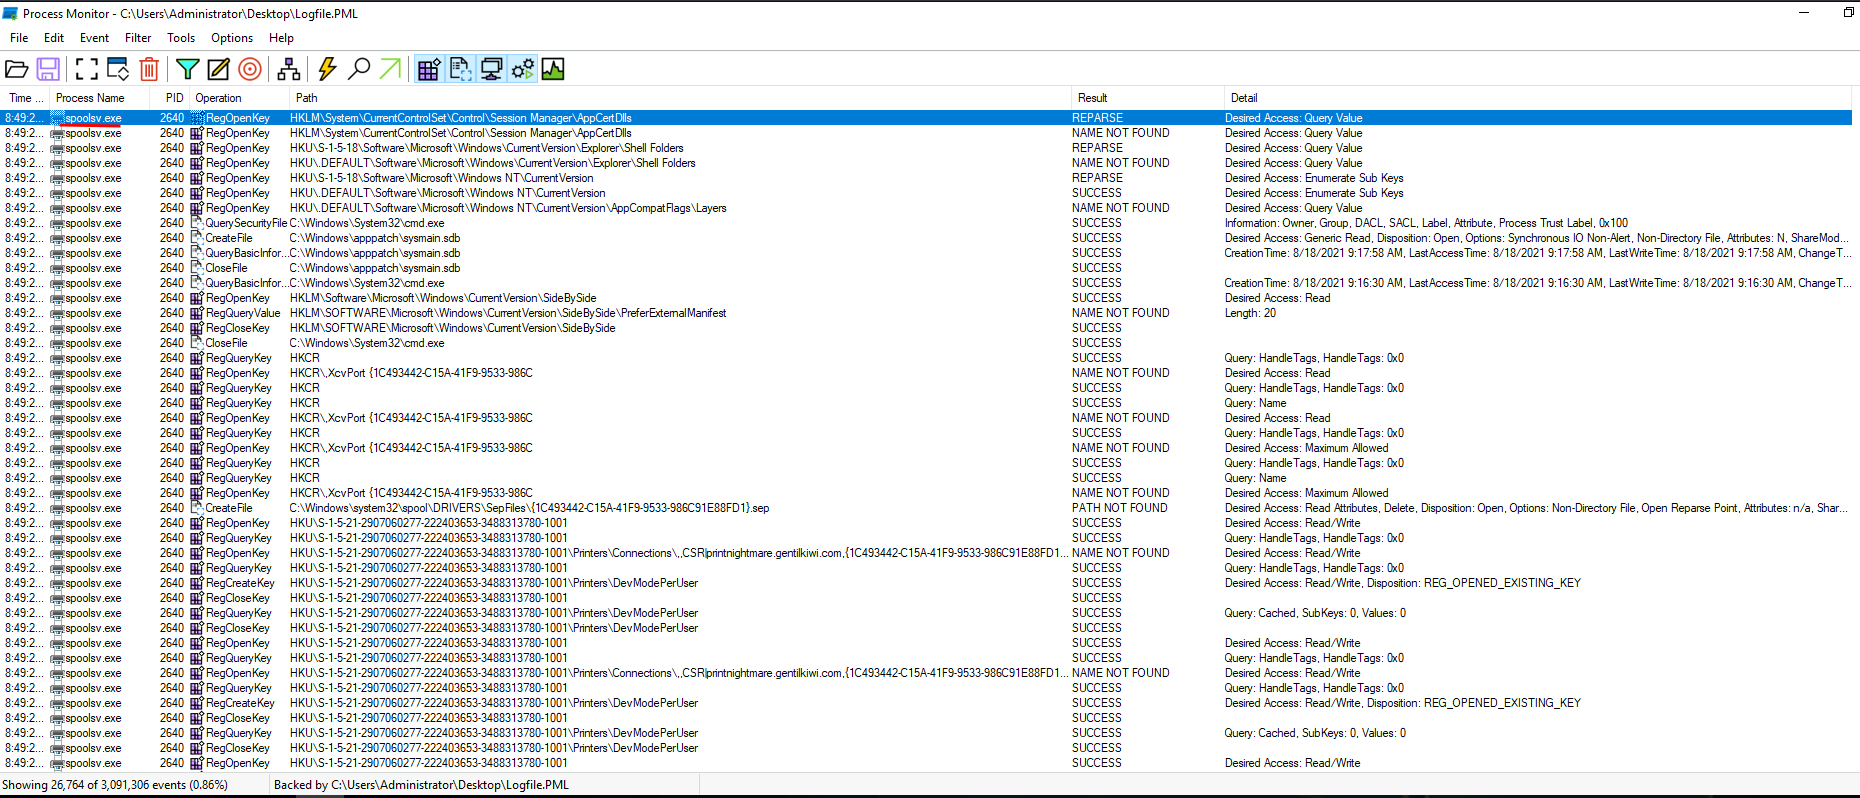 Process Monitor - C:\Users\Administrator\Desktop\Logfile.PML
File Edit Event Filter Tools Options Help
Time ... Process Name PID Operation Path Result Detail
8:49:2... spoolsv.exe 2640 RegOpenKey HKLM\System\CurrentControlSet\Control\Session Manager\AppCertDlls REPARSE Desired Access: Query Value
8:49:2... spoolsv.exe 2640 RegOpenKey HKLM\System\CurrentControlSet\Control\Session Manager\AppCertDlls NAME NOT FOUND Desired Access: Query Value
8:49:2... spoolsv.exe 2640 RegOpenKey HKU\S-1-5-18\Software\Microsoft\Windows\CurrentVersion\Explorer\Shell Folders REPARSE Desired Access: Query Value
8:49:2... spoolsv.exe 2640 RegOpenKey HKU\.DEFAULT\Software\Microsoft\Windows\CurrentVersion\Explorer\Shell Folders NAME NOT FOUND Desired Access: Query Value
8:49:2... spoolsv.exe 2640 RegOpenKey HKU\S-1-5-18\Software\Microsoft\Windows NT\CurrentVersion REPARSE Desired Access: Enumerate Sub Keys
8:49:2... spoolsv.exe 2640 RegOpenKey HKU\.DEFAULT\Software\Microsoft\Windows NT\CurrentVersion SUCCESS Desired Access: Enumerate Sub Keys
8:49:2... spoolsv.exe 2640 RegOpenKey HKU\.DEFAULT\Software\Microsoft\Windows NT\CurrentVersion\AppCompatFlags\Layers NAME NOT FOUND Desired Access: Query Value
8:49:2... spoolsv.exe 2640 QuerySecurityFile C:\Windows\System32\cmd.exe SUCCESS Information: Owner, Group, DACL, SACL, Label, Attribute, Process Trust Label, 0x100
8:49:2... spoolsv.exe 2640 CreateFile C:\Windows\apppatch\sysmain.sdb SUCCESS Desired Access: Generic Read, Disposition: Open, Options: Synchronous IO Non-Alert, Non-Directory File, Attributes: N, ShareMod...
8:49:2... spoolsv.exe 2640 QueryBasicInfor... C:\Windows\apppatch\sysmain.sdb SUCCESS CreationTime: 8/18/2021 9:17:58 AM, LastAccessTime: 8/18/2021 9:17:58 AM, LastWriteTime: 8/18/2021 9:17:58 AM, ChangeT...
8:49:2... spoolsv.exe 2640 CloseFile C:\Windows\apppatch\sysmain.sdb SUCCESS
8:49:2... spoolsv.exe 2640 QueryBasicInfor... C:\Windows\System32\cmd.exe SUCCESS CreationTime: 8/18/2021 9:16:30 AM, LastAccessTime: 8/18/2021 9:16:30 AM, LastWriteTime: 8/18/2021 9:16:30 AM, ChangeT...
8:49:2... spoolsv.exe 2640 RegOpenKey HKLM\Software\Microsoft\Windows\CurrentVersion\SideBySide SUCCESS Desired Access: Read
8:49:2... spoolsv.exe 2640 RegQueryValue HKLM\SOFTWARE\Microsoft\Windows\CurrentVersion\SideBySide\PreferExternalManifest NAME NOT FOUND Length: 20
8:49:2... spoolsv.exe 2640 RegCloseKey HKLM\SOFTWARE\Microsoft\Windows\CurrentVersion\SideBySide SUCCESS
8:49:2... spoolsv.exe 2640 CloseFile C:\Windows\System32\cmd.exe SUCCESS
8:49:2... spoolsv.exe 2640 RegQueryKey HKCR SUCCESS Query: HandleTags, HandleTags: 0x0
8:49:2... spoolsv.exe 2640 RegOpenKey HKCR\,XcvPort {1C493442-C15A-41F9-9533-986C NAME NOT FOUND Desired Access: Read
8:49:2... spoolsv.exe 2640 RegQueryKey HKCR SUCCESS Query: HandleTags, HandleTags: 0x0
8:49:2... spoolsv.exe 2640 RegQueryKey HKCR SUCCESS Query: Name
8:49:2... spoolsv.exe 2640 RegOpenKey HKCR\,XcvPort {1C493442-C15A-41F9-9533-986C NAME NOT FOUND Desired Access: Read
8:49:2... spoolsv.exe 2640 RegQueryKey HKCR SUCCESS Query: HandleTags, HandleTags: 0x0
8:49:2... spoolsv.exe 2640 RegOpenKey HKCR\,XcvPort {1C493442-C15A-41F9-9533-986C NAME NOT FOUND Desired Access: Maximum Allowed
8:49:2... spoolsv.exe 2640 RegQueryKey HKCR SUCCESS Query: HandleTags, HandleTags: 0x0
8:49:2... spoolsv.exe 2640 RegQueryKey HKCR SUCCESS Query: Name
8:49:2... spoolsv.exe 2640 RegOpenKey HKCR\,XcvPort {1C493442-C15A-41F9-9533-986C NAME NOT FOUND Desired Access: Maximum Allowed
8:49:2... spoolsv.exe 2640 CreateFile C:\Windows\system32\spool\DRIVERS\SepFiles\{1C493442-C15A-41F9-9533-986C91E88FD1}.sep PATH NOT FOUND Desired Access: Read Attributes, Delete, Disposition: Open, Options: Non-Directory File, Open Reparse Point, Attributes: n/a, Shar...
8:49:2... spoolsv.exe 2640 RegOpenKey HKU\S-1-5-21-2907060277-222403653-3488313780-1001 SUCCESS Desired Access: Read/Write
8:49:2... spoolsv.exe 2640 RegQueryKey HKU\S-1-5-21-2907060277-222403653-3488313780-1001 SUCCESS Query: HandleTags, HandleTags: 0x0
8:49:2... spoolsv.exe 2640 RegOpenKey HKU\S-1-5-21-2907060277-222403653-3488313780-1001\Printers\Connections\,,CSR|printnightmare.gentilkiwi.com,{1C493442-C15A-41F9-9533-986C91E88FD1... NAME NOT FOUND Desired Access: Read/Write
8:49:2... spoolsv.exe 2640 RegQueryKey HKU\S-1-5-21-2907060277-222403653-3488313780-1001 SUCCESS Query: HandleTags, HandleTags: 0x0
8:49:2... spoolsv.exe 2640 RegCreateKey HKU\S-1-5-21-2907060277-222403653-3488313780-1001\Printers\DevModePerUser SUCCESS Desired Access: Read/Write, Disposition: REG_OPENED_EXISTING_KEY
8:49:2... spoolsv.exe 2640 RegCloseKey HKU\S-1-5-21-2907060277-222403653-3488313780-1001 SUCCESS
8:49:2... spoolsv.exe 2640 RegQueryKey HKU\S-1-5-21-2907060277-222403653-3488313780-1001\Printers\DevModePerUser SUCCESS Query: Cached, SubKeys: 0, Values: 0
8:49:2... spoolsv.exe 2640 RegCloseKey HKU\S-1-5-21-2907060277-222403653-3488313780-1001\Printers\DevModePerUser SUCCESS
8:49:2... spoolsv.exe 2640 RegOpenKey HKU\S-1-5-21-2907060277-222403653-3488313780-1001 SUCCESS Desired Access: Read/Write
8:49:2... spoolsv.exe 2640 RegQueryKey HKU\S-1-5-21-2907060277-222403653-3488313780-1001 SUCCESS Query: HandleTags, HandleTags: 0x0
8:49:2... spoolsv.exe 2640 RegOpenKey HKU\S-1-5-21-2907060277-222403653-3488313780-1001\Printers\Connections\,,CSR|printnightmare.gentilkiwi.com,{1C493442-C15A-41F9-9533-986C91E88FD1... NAME NOT FOUND Desired Access: Read/Write
8:49:2... spoolsv.exe 2640 RegQueryKey HKU\S-1-5-21-2907060277-222403653-3488313780-1001 SUCCESS Query: HandleTags, HandleTags: 0x0
8:49:2... spoolsv.exe 2640 RegCreateKey HKU\S-1-5-21-2907060277-222403653-3488313780-1001\Printers\DevModePerUser SUCCESS Desired Access: Read/Write, Disposition: REG_OPENED_EXISTING_KEY
8:49:2... spoolsv.exe 2640 RegCloseKey HKU\S-1-5-21-2907060277-222403653-3488313780-1001 SUCCESS
8:49:2... spoolsv.exe 2640 RegQueryKey HKU\S-1-5-21-2907060277-222403653-3488313780-1001\Printers\DevModePerUser SUCCESS Query: Cached, SubKeys: 0, Values: 0
8:49:2... spoolsv.exe 2640 RegCloseKey HKU\S-1-5-21-2907060277-222403653-3488313780-1001\Printers\DevModePerUser SUCCESS
8:49:2... spoolsv.exe 2640 RegOpenKey HKU\S-1-5-21-2907060277-222403653-3488313780-1001 SUCCESS Desired Access: Read/Write
Showing 26,764 of 3,091,306 events (0.86%) Backed by C:\Users\Administrator\Desktop\Logfile.PML